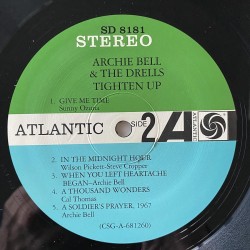 SD 8181
STEREO
ARCHIE BELL
& THE DRELLS
TIGHTEN UP
1. GIVE ME TIME
Sunny Ozuna
ATLANTIC SIDE 2 A
2. IN THE MIDNIGHT HOUR
Wilson Pickett-Steve Cropper
3. WHEN YOU LEFT HEARTACHE
BEGAN-Archie Bell
4. A THOUSAND WONDERS
Cal Thomas
5. A SOLDIER'S PRAYER, 1967
Archie Bell
(CSG-A-681260)